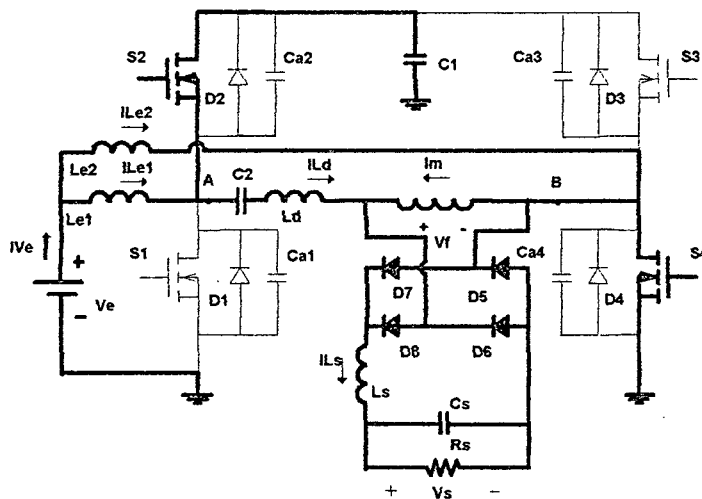 S2
D2
Ca2
C1
Ca3
D3
S3
ILe2
Le2
ILe1
Le1
A
C2
Ld
ILd
Im
B
IVe
+
Ve
-
S1
D1
Ca1
+
Vf
-
Ca4
D4
S4
D7
D5
D8
D6
ILs
Ls
Cs
Rs
+
Vs
-